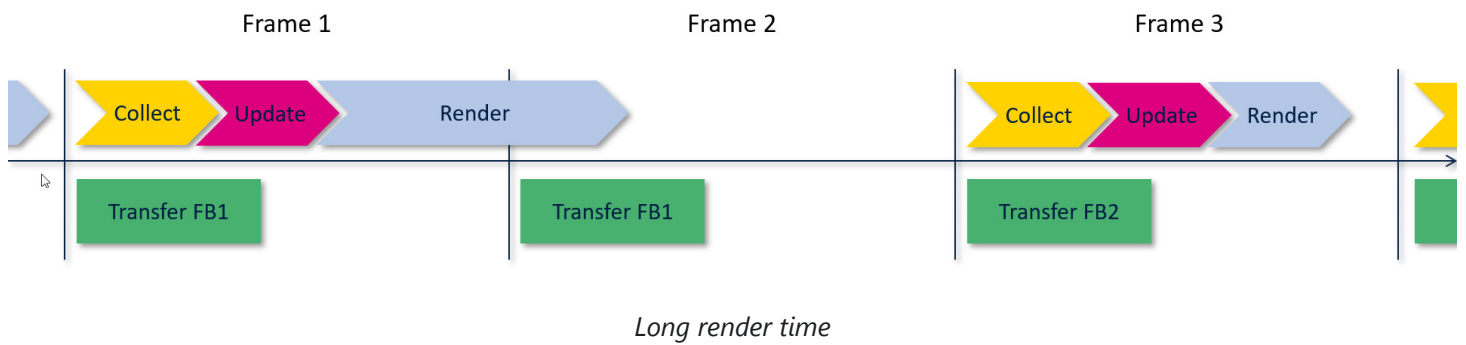 Frame 1 Frame 2 Frame 3
Collect Update Render Collect Update Render
Transfer FB1 Transfer FB1 Transfer FB2
Long render time